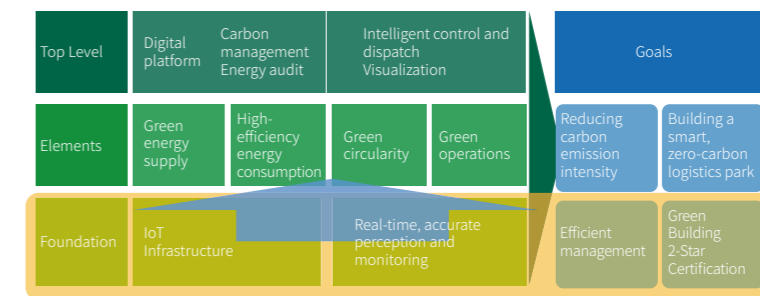 Top Level
Digital
platform
Carbon
management
Energy audit
Intelligent control and
dispatch
Visualization
Goals
Elements
Green
energy
supply
High-
efficiency
energy
consumption
Green
circularity
Green
operations
Reducing
carbon
emission
intensity
Building a
smart,
zero-carbon
logistics park
Foundation
IoT
Infrastructure
Real-time, accurate
perception and
monitoring
Efficient
management
Green
Building
2-Star
Certification